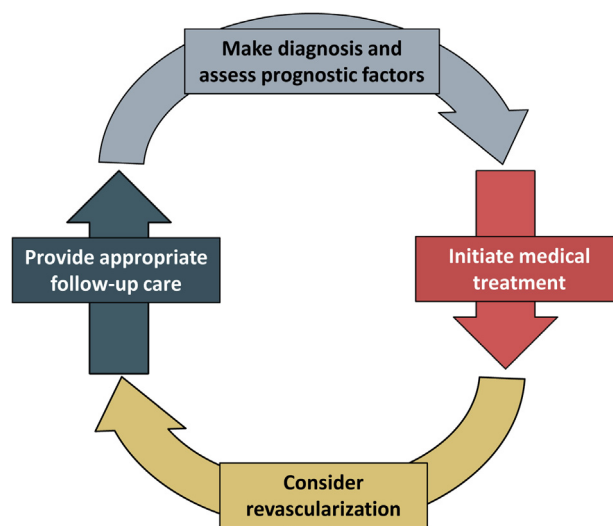 Make diagnosis and
assess prognostic factors
Initiate medical
treatment
Consider
revascularization
Provide appropriate
follow-up care